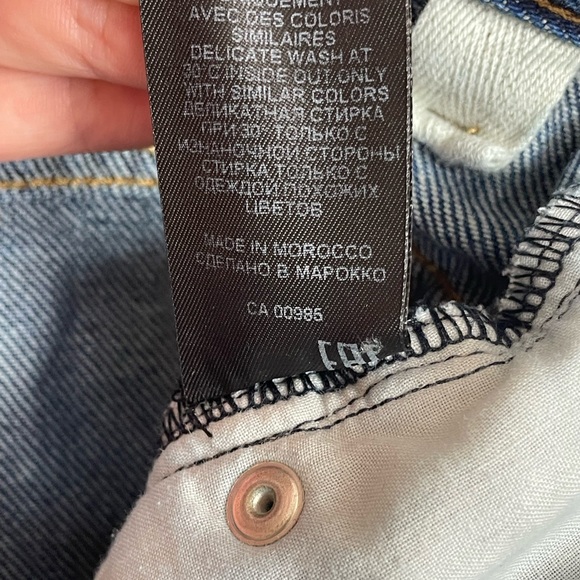 AVEC DES COLORIS
SIMILAIRES
DELICATE WASH AT
30°C INSIDE OUT ONLY
WITH SIMILAR COLORS
ДЕЛИКАТНАЯ СТИРКА
ПРИ 30° ТОЛЬКО С
ИЗНАНОЧНОЙ СТОРОНЫ
СТИРКА ТОЛЬКО С
ОДЕЖДОЙ ПОХОЖИХ
ЦВЕТОВ
MADE IN MOROCCO
СДЕЛАНО В МАРОККО
CA 00985